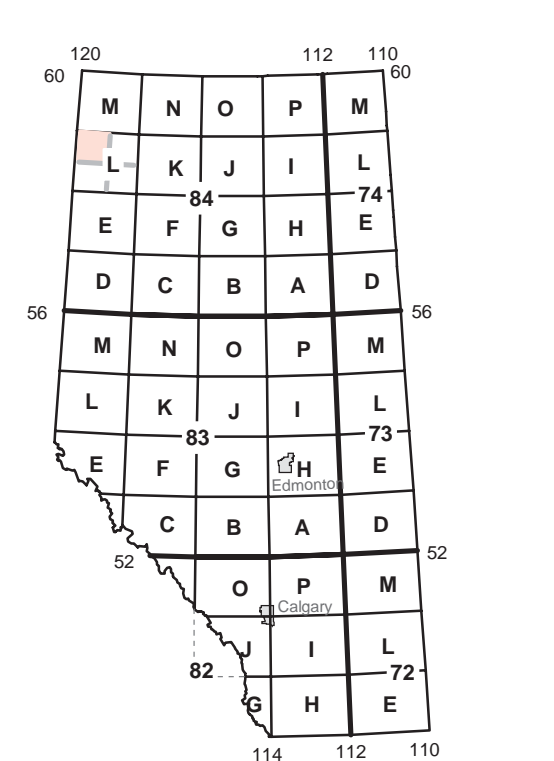 120 112 110
60 60
M N O P M
L K J I L
84 74
E F G H E
D C B A D
56 56
M N O P M
L K J I L
83 73
E F G H E
Edmonton
C B A D
52 52
O P M
Calgary
J I L
82 72
G H E
114 112 110